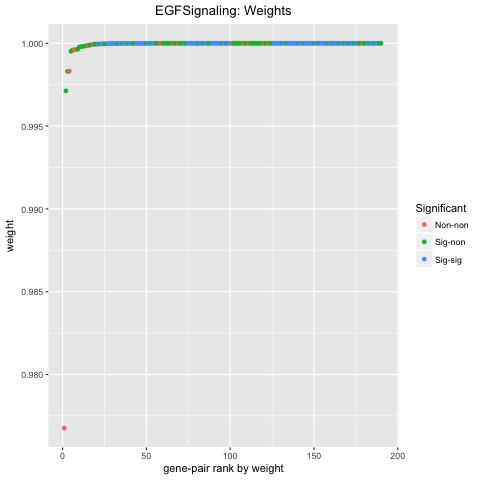 EGFSignaling: Weights
1.000
0.995
0.990
0.985
0.980
weight
0
50
100
150
200
gene-pair rank by weight
Significant
Non-non
Sig-non
Sig-sig